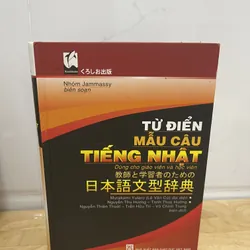 くろしお出版
Nhóm Jammassy
biên soạn
TỪ ĐIỂN
MẪU CÂU
TIẾNG NHẬT
Dùng cho giáo viên và học viên
教師と学習者のための
日本語文型辞典